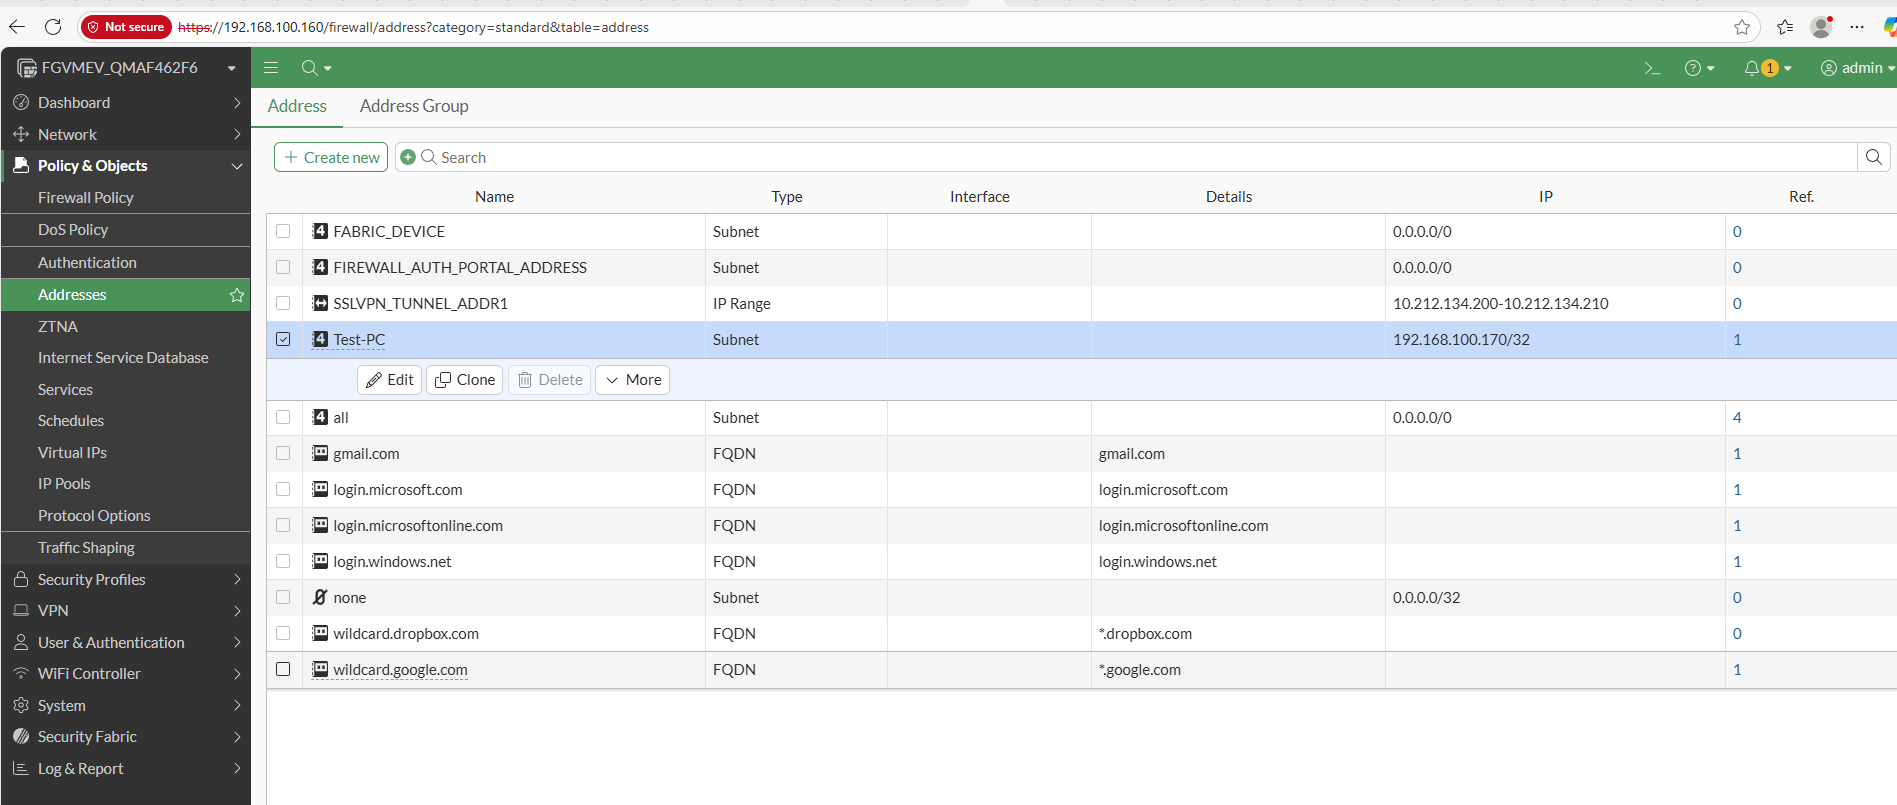 Not secure https://192.168.100.160/firewall/address?category=standard&table=address
FGVMEV_QMAF462F6
1 admin
Dashboard
Network
Policy & Objects
Firewall Policy
DoS Policy
Authentication
Addresses
ZTNA
Internet Service Database
Services
Schedules
Virtual IPs
IP Pools
Protocol Options
Traffic Shaping
Security Profiles
VPN
User & Authentication
WiFi Controller
System
Security Fabric
Log & Report
Address Address Group
Create new Search
Name Type Interface Details IP Ref.
4 FABRIC_DEVICE Subnet 0.0.0.0/0 0
4 FIREWALL_AUTH_PORTAL_ADDRESS Subnet 0.0.0.0/0 0
SSLVPN_TUNNEL_ADDR1 IP Range 10.212.134.200-10.212.134.210 0
4 Test-PC Subnet 192.168.100.170/32 1
Edit Clone Delete More
4 all Subnet 0.0.0.0/0 4
gmail.com FQDN gmail.com 1
login.microsoft.com FQDN login.microsoft.com 1
login.microsoftonline.com FQDN login.microsoftonline.com 1
login.windows.net FQDN login.windows.net 1
none Subnet 0.0.0.0/32 0
wildcard.dropbox.com FQDN *.dropbox.com 0
wildcard.google.com FQDN *.google.com 1